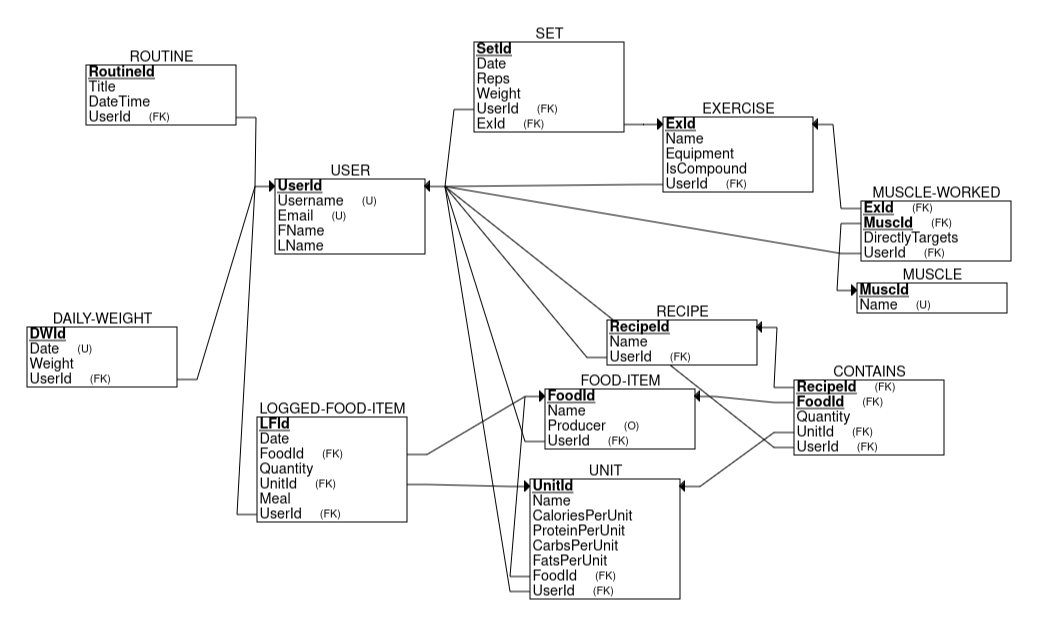 ROUTINE
RoutineId
Title
DateTime
UserId (FK)
SET
SetId
Date
Reps
Weight
UserId (FK)
ExId (FK)
EXERCISE
ExId
Name
Equipment
IsCompound
UserId (FK)
USER
UserId
Username (U)
Email (U)
FName
LName
MUSCLE-WORKED
ExId (FK)
MuscId (FK)
DirectlyTargets
UserId (FK)
MUSCLE
MuscId
Name (U)
DAILY-WEIGHT
DWId
Date (U)
Weight
UserId (FK)
RECIPE
RecipeId
Name
UserId (FK)
CONTAINS
RecipeId (FK)
FoodId (FK)
Quantity
UnitId (FK)
UserId (FK)
FOOD-ITEM
FoodId
Name
Producer (O)
UserId (FK)
LOGGED-FOOD-ITEM
LFId
Date
FoodId (FK)
Quantity
UnitId (FK)
Meal
UserId (FK)
UNIT
UnitId
Name
CaloriesPerUnit
ProteinPerUnit
CarbsPerUnit
FatsPerUnit
FoodId (FK)
UserId (FK)